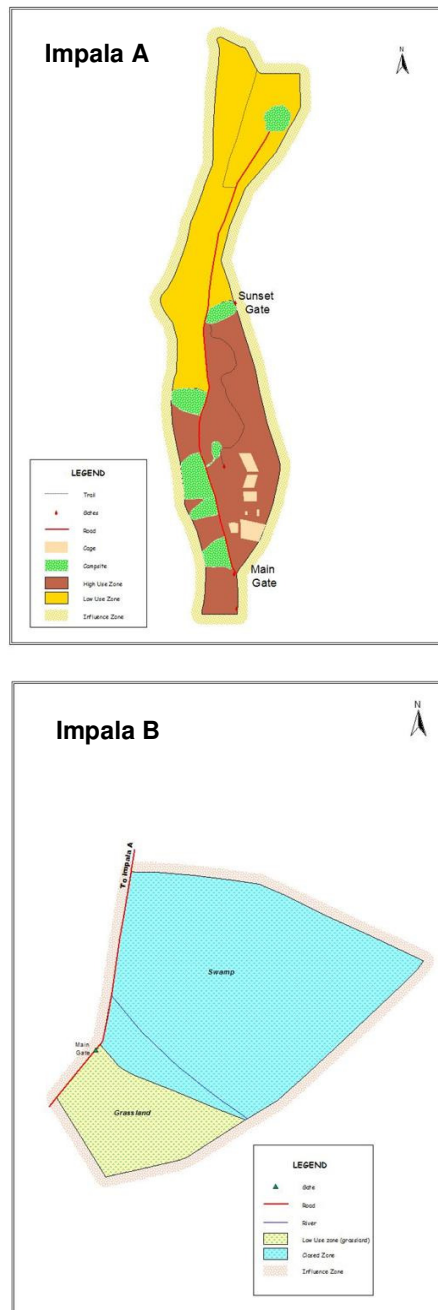 Impala A
N
Sunset
Gate
LEGEND
Trail
Gates
Road
Cage
Campsite
High Use Zone
Low Use Zone
Influence Zone
Main
Gate
Impala B
N
To Impala A
Swamp
Main
Gate
Grassland
LEGEND
Gate
Road
River
Low Use zone (grassland)
Closed Zone
Influence Zone